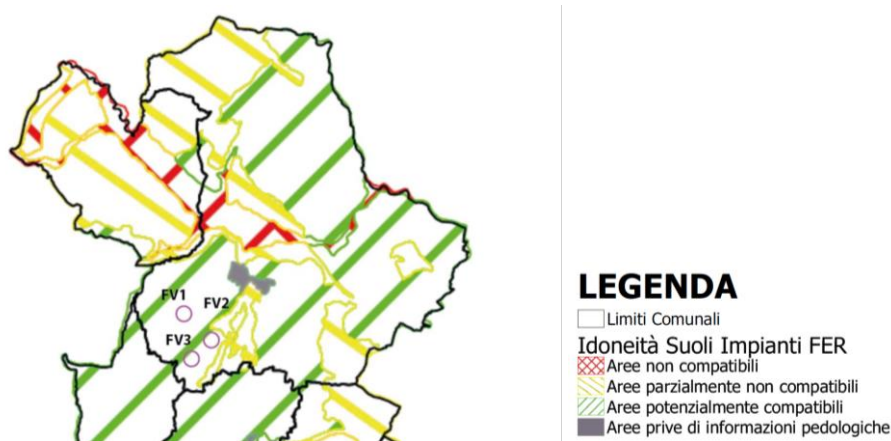 FV1
FV2
FV3
LEGENDA
Limiti Comunali
Idoneità Suoli Impianti FER
Aree non compatibili
Aree parzialmente non compatibili
Aree potenzialmente compatibili
Aree prive di informazioni pedologiche